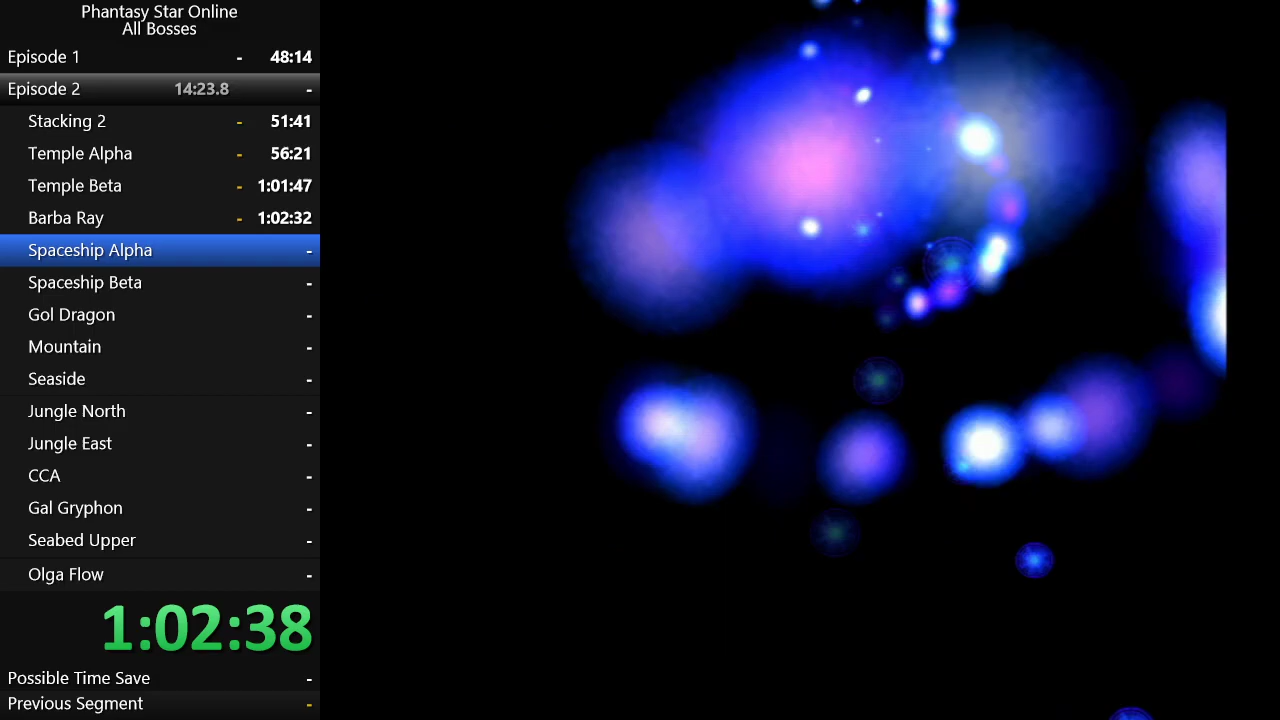 Phantasy Star Online
All Bosses
Episode 1 - 48:14
Episode 2 14:23.8 -
Stacking 2 - 51:41
Temple Alpha - 56:21
Temple Beta - 1:01:47
Barba Ray - 1:02:32
Spaceship Alpha -
Spaceship Beta -
Gol Dragon -
Mountain -
Seaside -
Jungle North -
Jungle East -
CCA -
Gal Gryphon -
Seabed Upper -
Olga Flow -
1:02:38
Possible Time Save -
Previous Segment -